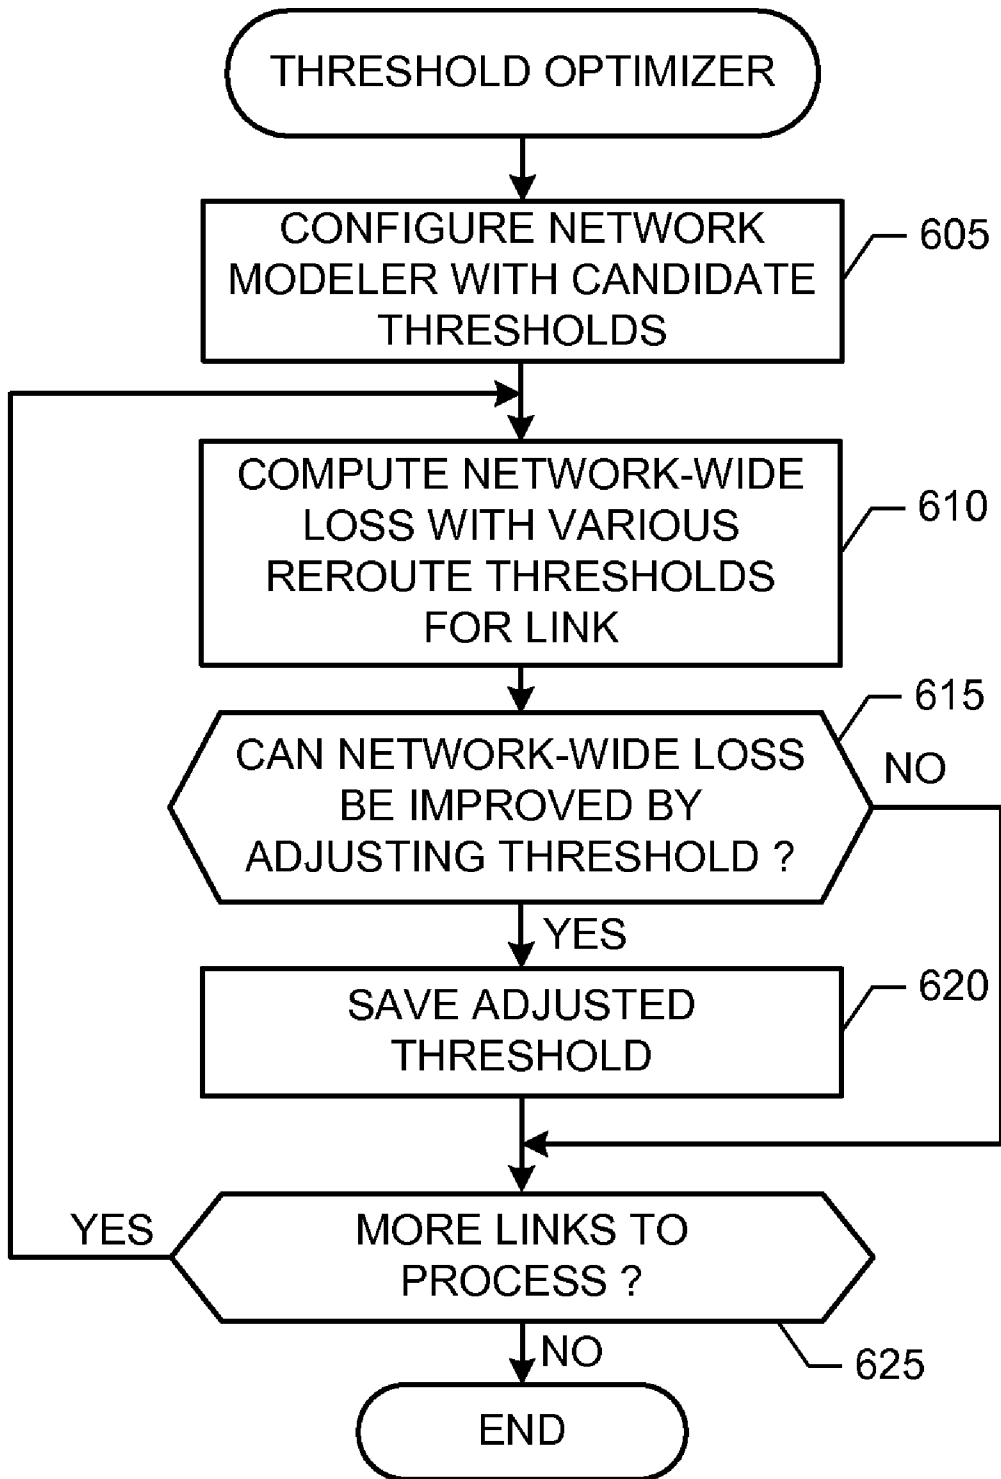 THRESHOLD OPTIMIZER
CONFIGURE NETWORK
MODELER WITH CANDIDATE
THRESHOLDS
605
COMPUTE NETWORK-WIDE
LOSS WITH VARIOUS
REROUTE THRESHOLDS
FOR LINK
610
615
CAN NETWORK-WIDE LOSS
BE IMPROVED BY
ADJUSTING THRESHOLD ?
NO
YES
SAVE ADJUSTED
THRESHOLD
620
YES
MORE LINKS TO
PROCESS ?
625
NO
END